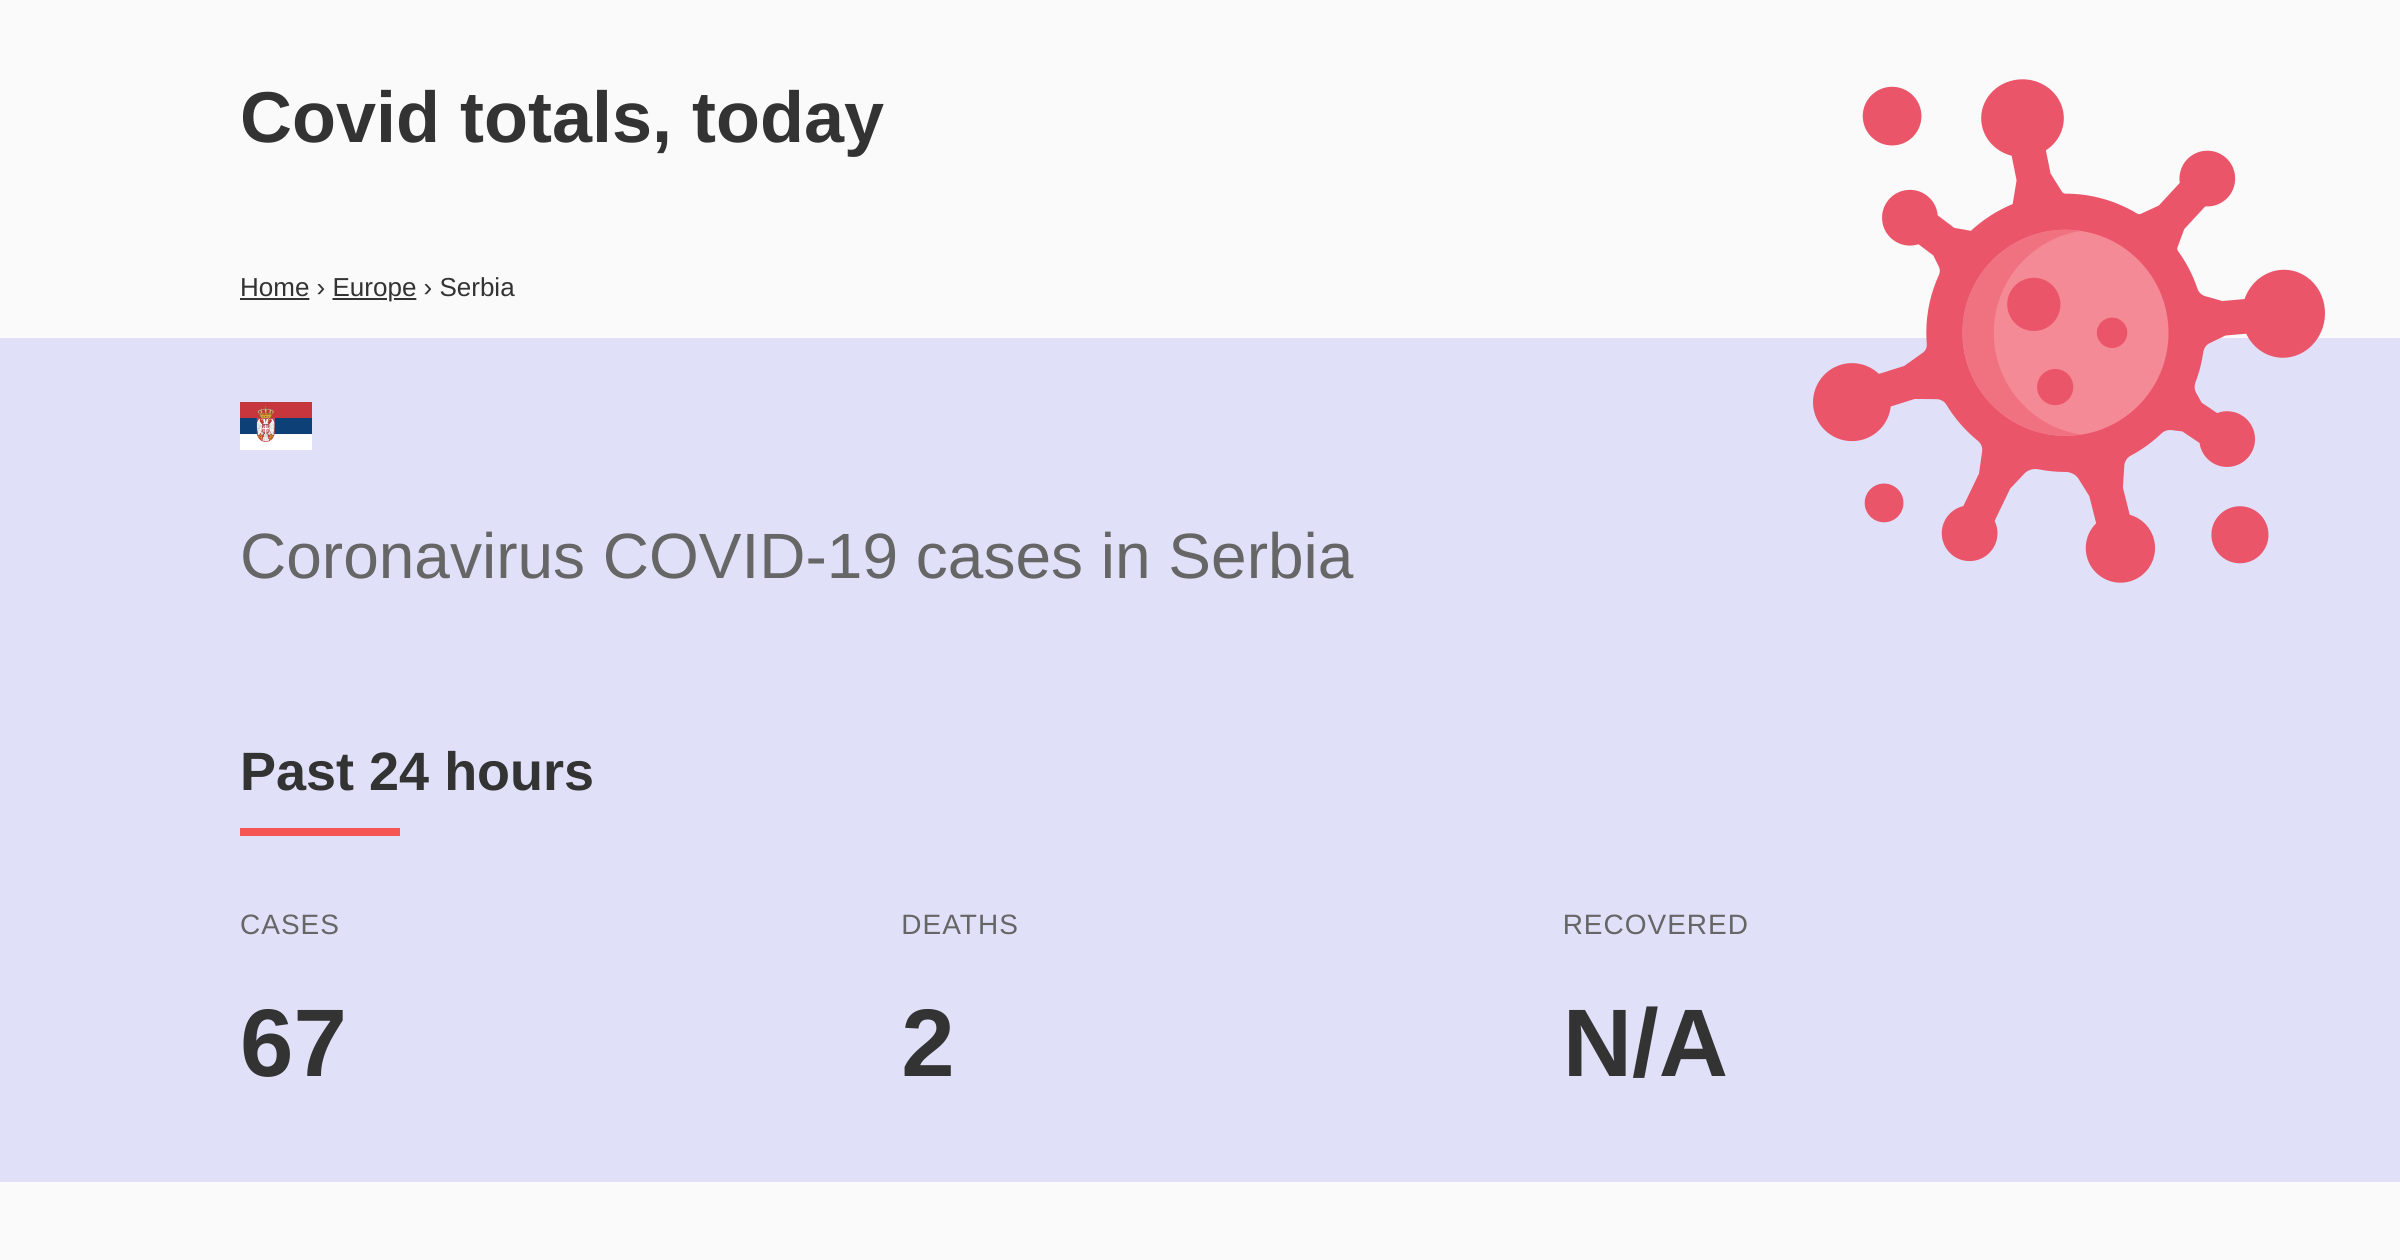 Covid totals, today
Home › Europe › Serbia
Coronavirus COVID-19 cases in Serbia
Past 24 hours
CASES DEATHS RECOVERED
67 2 N/A